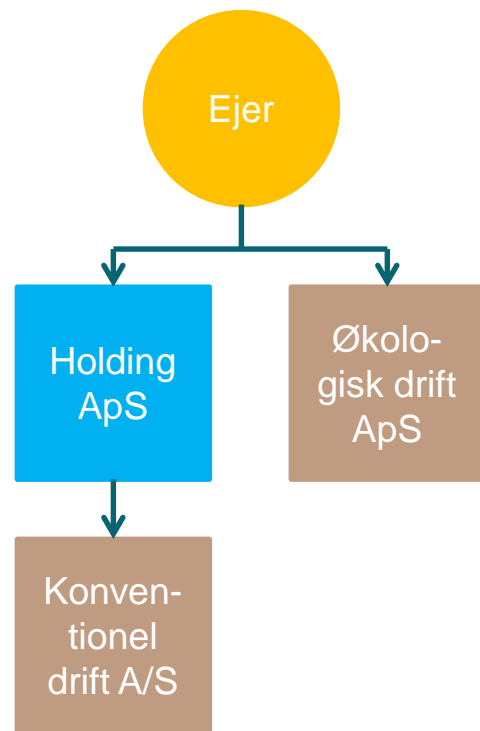 Ejer
Holding
ApS
Økolo-
gisk drift
ApS
Konven-
tionel
drift A/S